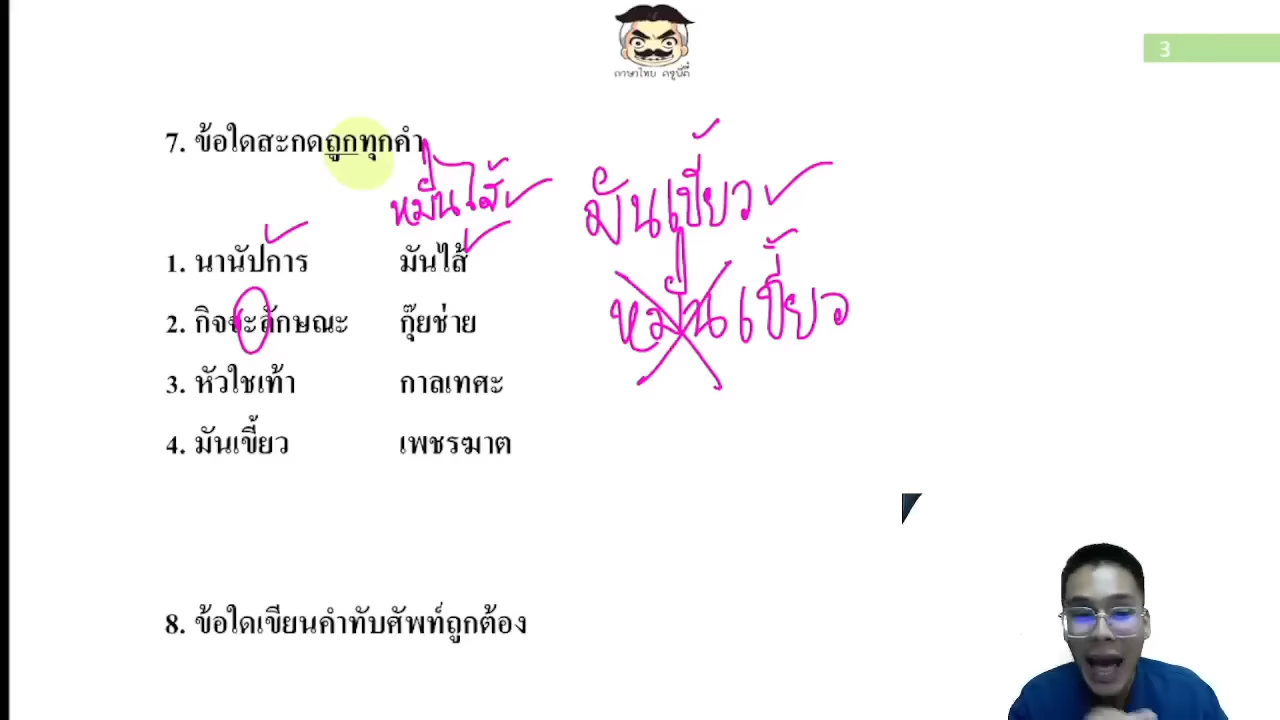 ภาษาไทย ครูพี่ตี่
3
7. ข้อใดสะกดถูกทุกคำ
หมั่นไส้ มันเขี้ยว
1. นานัปการ มันไส้
หมั่นเขี้ยว
2. กิจจะลักษณะ กุ๊ยช่าย
3. หัวใชเท้า กาลเทศะ
4. มันเขี้ยว เพชรฆาต
8. ข้อใดเขียนคำทับศัพท์ถูกต้อง